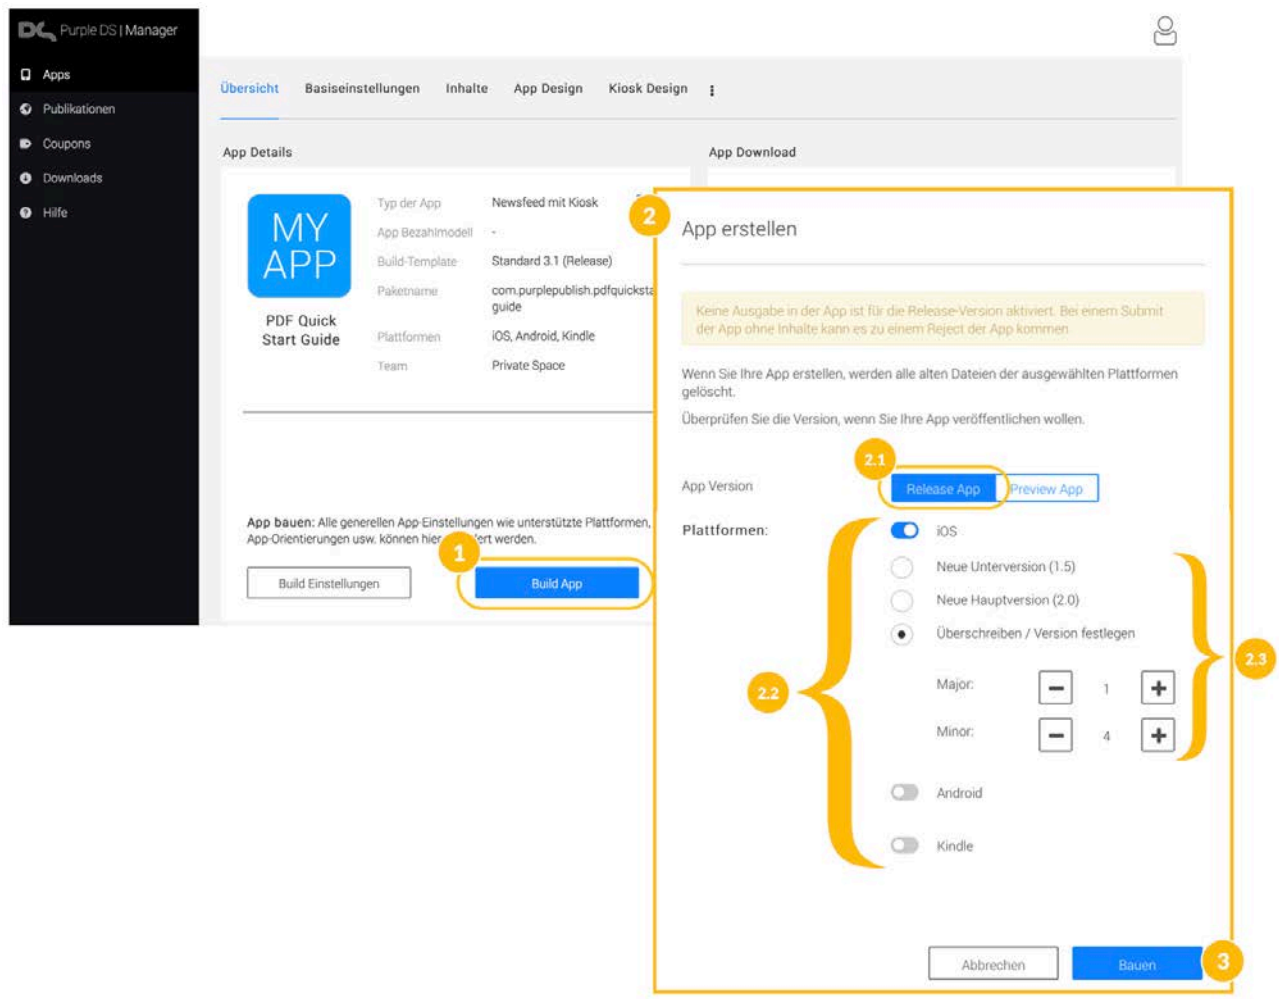 Purple DS | Manager
Apps
Publikationen
Coupons
Downloads
Hilfe
Übersicht Basiseinstellungen Inhalte App Design Kiosk Design
App Details
App Download
MY
APP
PDF Quick
Start Guide
Typ der App Newsfeed mit Kiosk
App Bezahlmodell -
Build-Template Standard 3.1 (Release)
Paketname com.purplepublish.pdfquicksta
guide
Plattformen iOS, Android, Kindle
Team Private Space
App bauen: Alle generellen App-Einstellungen wie unterstützte Plattformen,
App-Orientierungen usw. können hier ert werden.
1
Build Einstellungen
Build App
2
App erstellen
Keine Ausgabe in der App ist für die Release-Version aktiviert. Bei einem Submit
der App ohne Inhalte kann es zu einem Reject der App kommen
Wenn Sie Ihre App erstellen, werden alle alten Dateien der ausgewählten Plattformen
gelöscht.
Überprüfen Sie die Version, wenn Sie Ihre App veröffentlichen wollen.
2.1
App Version Release App Preview App
Plattformen: iOS
Neue Unterversion (1.5)
Neue Hauptversion (2.0)
Überschreiben / Version festlegen
2.3
2.2
Major: − 1 +
Minor: − 4 +
Android
Kindle
Abbrechen
Bauen
3